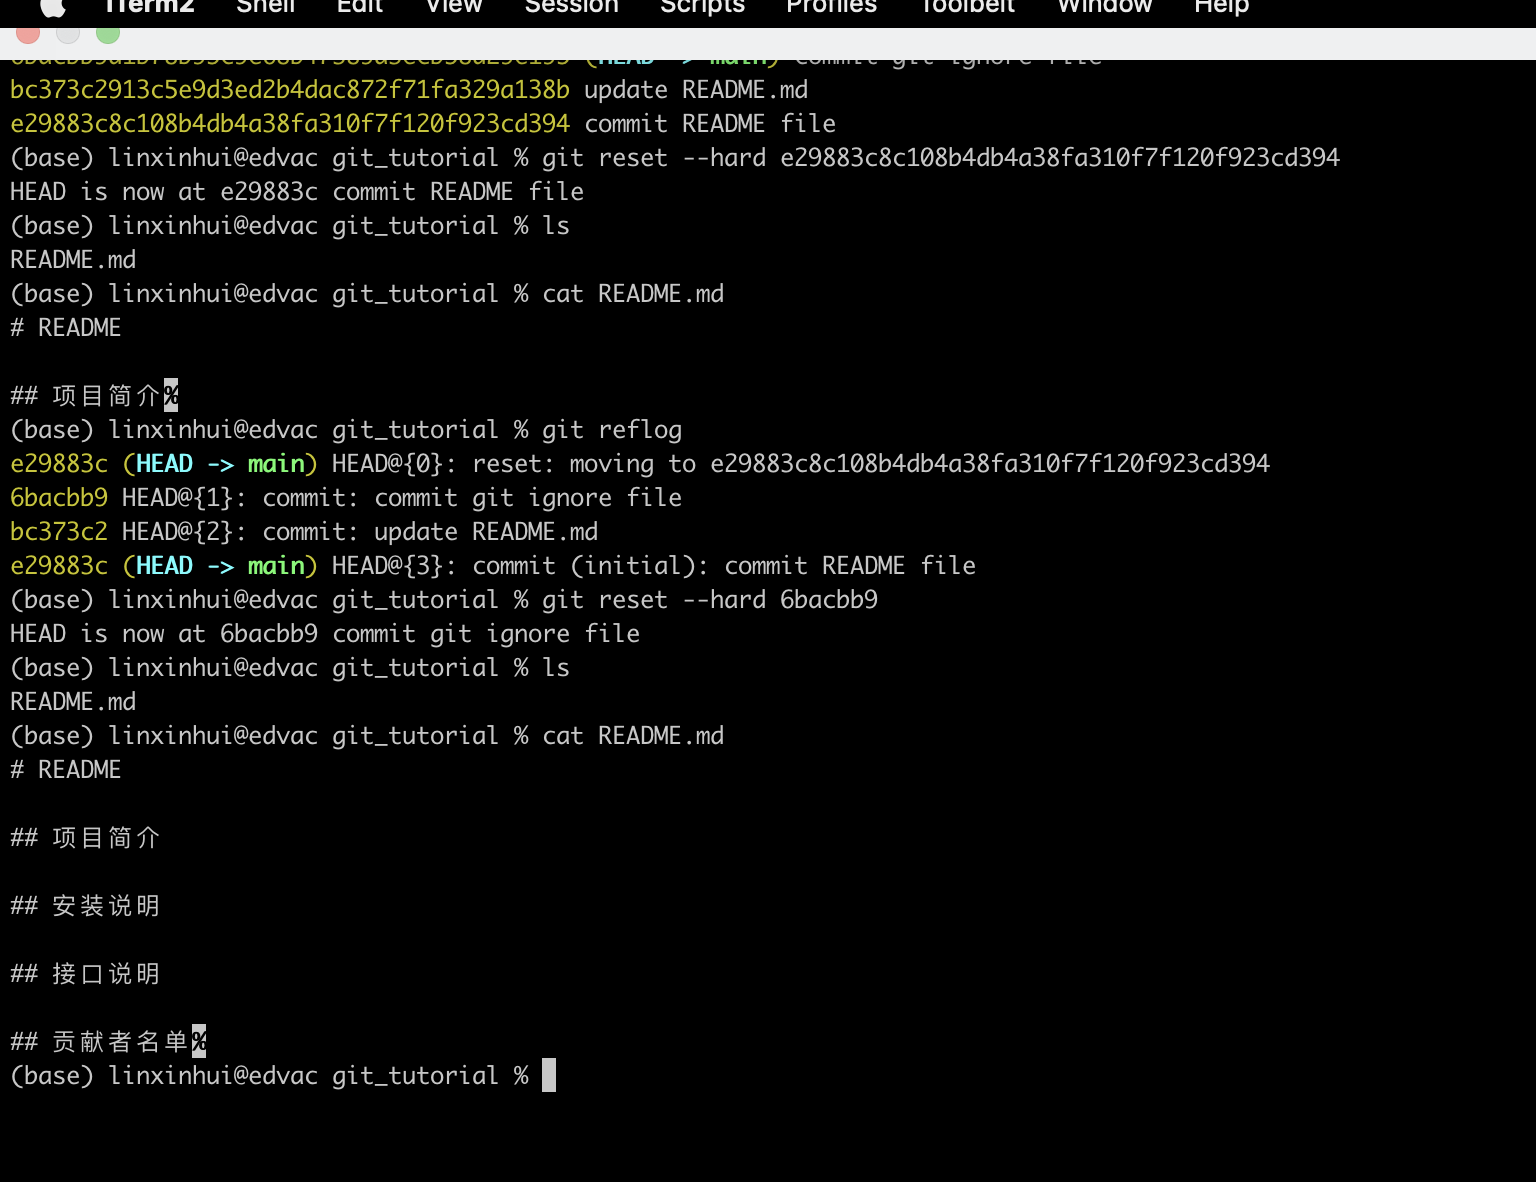 iTerm2 Shell Edit View Session Scripts Profiles Toolbelt Window Help
(HEAD -> main) commit git ignore file
bc373c2913c5e9d3ed2b4dac872f71fa329a138b update README.md
e29883c8c108b4db4a38fa310f7f120f923cd394 commit README file
(base) linxinhui@edvac git_tutorial % git reset --hard e29883c8c108b4db4a38fa310f7f120f923cd394
HEAD is now at e29883c commit README file
(base) linxinhui@edvac git_tutorial % ls
README.md
(base) linxinhui@edvac git_tutorial % cat README.md
# README
## 项目简介%
(base) linxinhui@edvac git_tutorial % git reflog
e29883c (HEAD -> main) HEAD@{0}: reset: moving to e29883c8c108b4db4a38fa310f7f120f923cd394
6bacbb9 HEAD@{1}: commit: commit git ignore file
bc373c2 HEAD@{2}: commit: update README.md
e29883c (HEAD -> main) HEAD@{3}: commit (initial): commit README file
(base) linxinhui@edvac git_tutorial % git reset --hard 6bacbb9
HEAD is now at 6bacbb9 commit git ignore file
(base) linxinhui@edvac git_tutorial % ls
README.md
(base) linxinhui@edvac git_tutorial % cat README.md
# README
## 项目简介
## 安装说明
## 接口说明
## 贡献者名单%
(base) linxinhui@edvac git_tutorial %